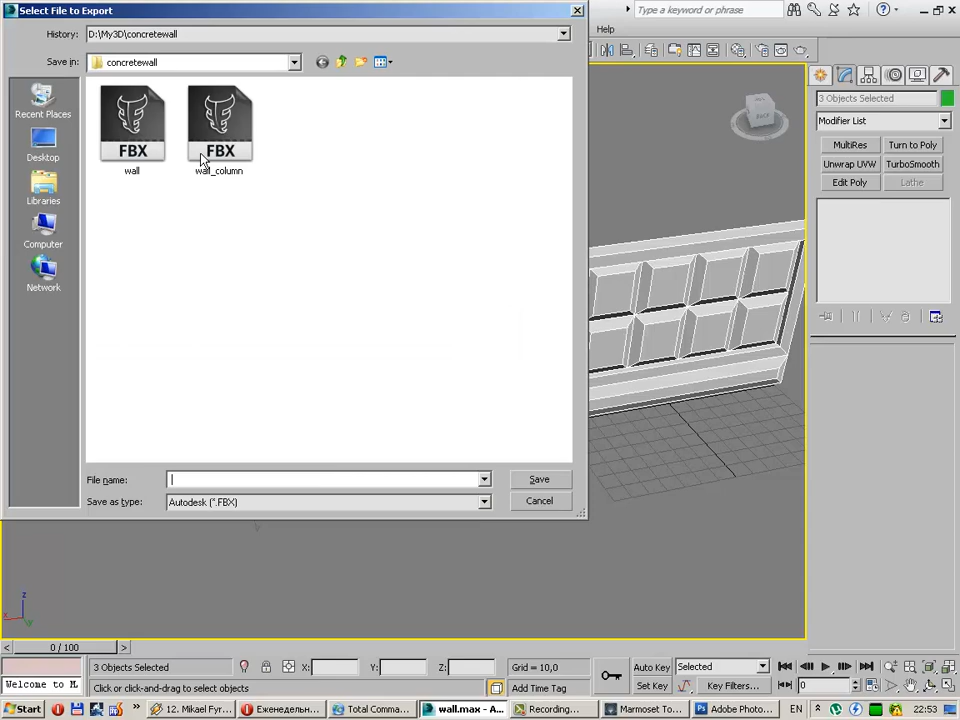 Select File to Export
Type a keyword or phrase
History:
D:\My3D\concretewall
Help
Save in:
concretewall
Recent Places
Desktop
Libraries
Computer
Network
FBX
FBX
wall
wall_column
3 Objects Selected
Modifier List
MultiRes
Turn to Poly
Unwrap UVW
TurboSmooth
Edit Poly
Lathe
File name:
Save
Save as type:
Autodesk (*.FBX)
Cancel
z
0 / 100
3 Objects Selected
X:
Y:
Z:
Grid = 10,0
Auto Key
Selected
Welcome to M
Click or click-and-drag to select objects
Add Time Tag
Set Key
Key Filters...
0
Start
12. Mikael Fyr...
Еженедельн...
Total Comma...
wall.max - A...
Recording...
Marmoset To...
Adobe Photo...
EN
22:53